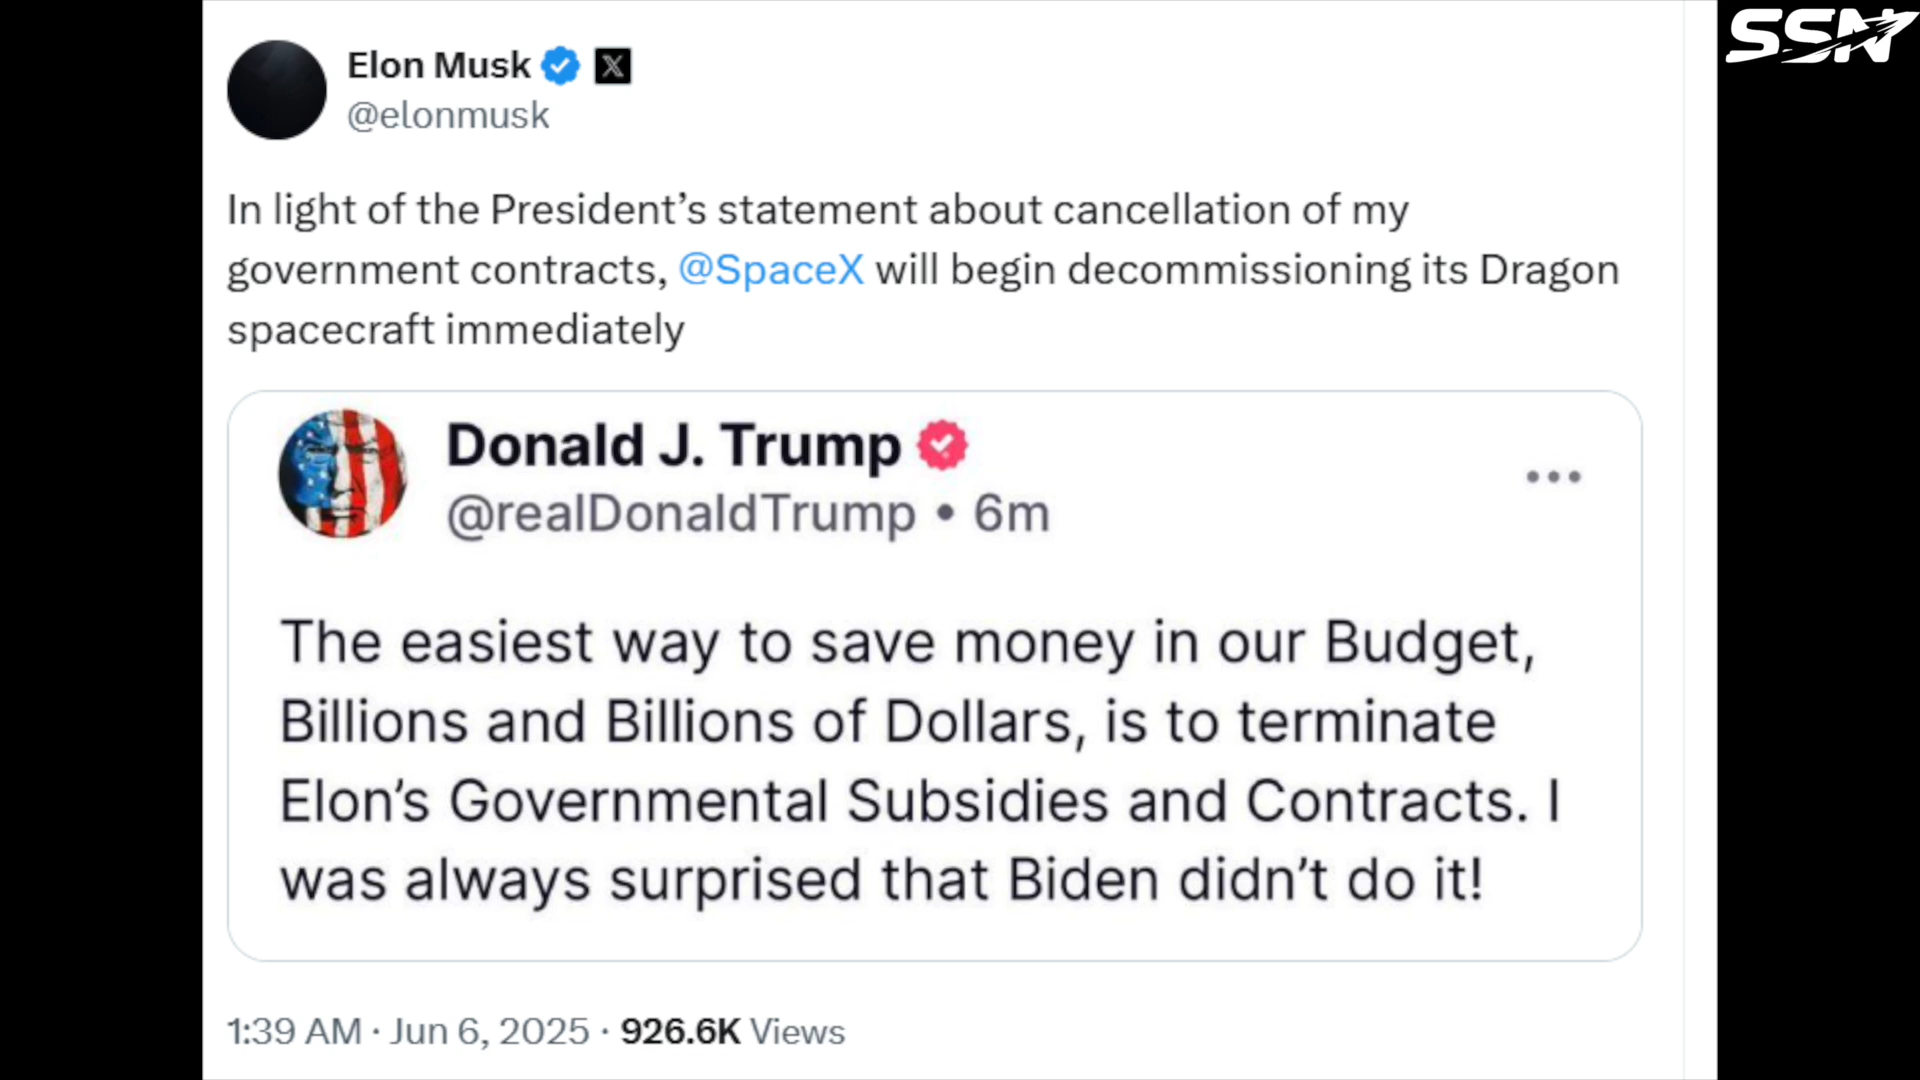 SSN
Elon Musk
@elonmusk
In light of the President’s statement about cancellation of my
government contracts, @SpaceX will begin decommissioning its Dragon
spacecraft immediately
Donald J. Trump
@realDonaldTrump • 6m
The easiest way to save money in our Budget,
Billions and Billions of Dollars, is to terminate
Elon’s Governmental Subsidies and Contracts. I
was always surprised that Biden didn’t do it!
1:39 AM · Jun 6, 2025 · 926.6K Views